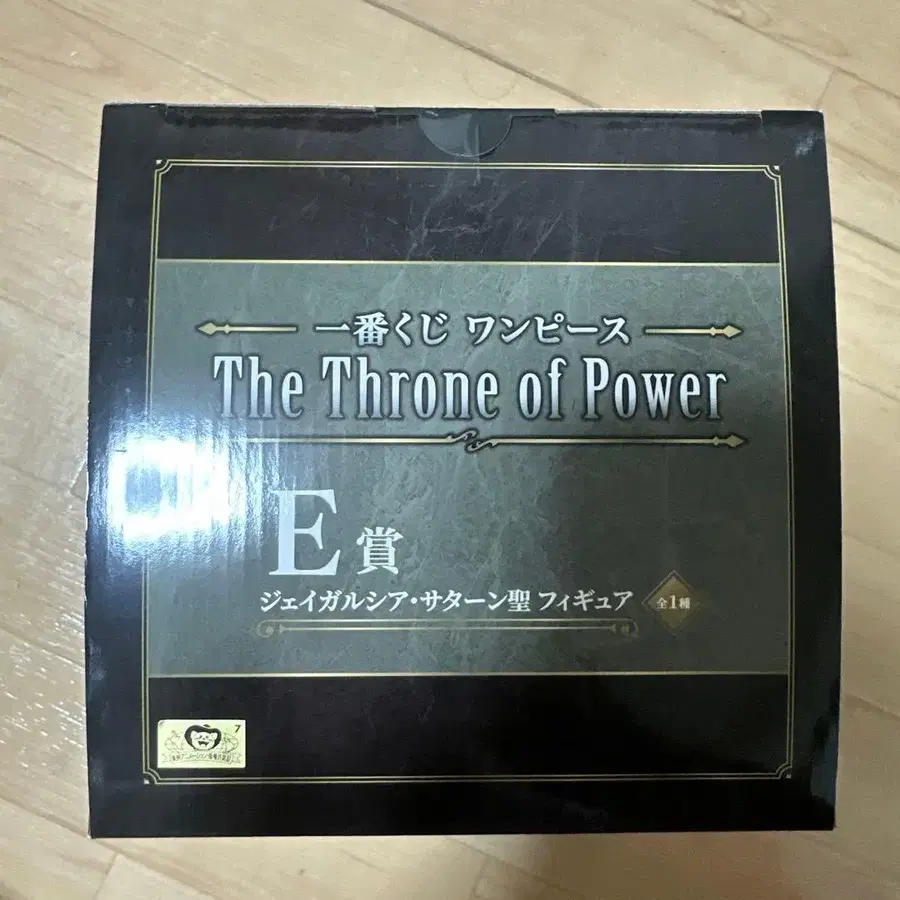 一番くじ ワンピース
The Throne of Power
E賞
ジェイガルシア・サターン聖 フィギュア 全1種
7